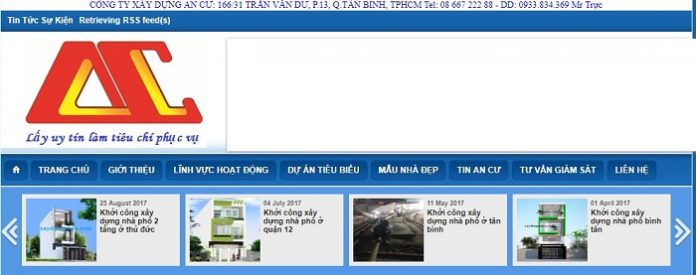 CÔNG TY XÂY DỰNG AN CƯ: 166/31 TRẦN VĂN DƯ, P.13, Q.TÂN BÌNH, TPHCM Tel: 08 667 222 88 - DD: 0933.834.369 Mr Trực
Tin Tức Sự Kiện Retrieving RSS feed(s)
Lấy uy tín làm tiêu chí phục vụ
TRANG CHỦ GIỚI THIỆU LĨNH VỰC HOẠT ĐỘNG DỰ ÁN TIÊU BIỂU MẪU NHÀ ĐẸP TIN AN CƯ TƯ VẤN GIÁM SÁT LIÊN HỆ
25 August 2017
Khởi công xây
dựng nhà phố 2
tầng ở thủ đức
04 July 2017
Khởi công xây
dựng nhà phố ở
quận 12
11 May 2017
Khởi công xây
dựng nhà phố ở tân
bình
01 April 2017
Khởi công xây
dựng nhà phố bình
tân